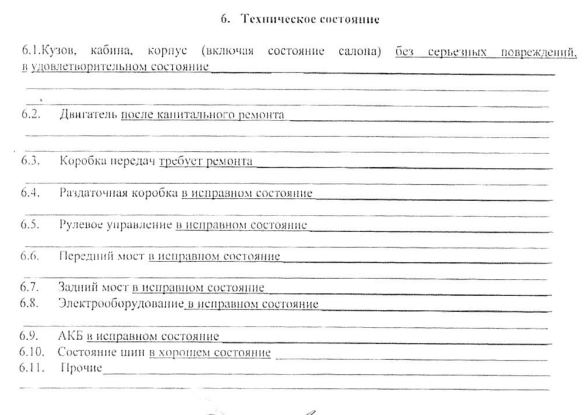 6. Техническое состояние
6.1.Кузов, кабина, корпус (включая состояние салона) без серьезных повреждений,
в удовлетворительном состояние
6.2. Двигатель после капитального ремонта
6.3. Коробка передач требует ремонта
6.4. Раздаточная коробка в исправном состояние
6.5. Рулевое управление в исправном состояние
6.6. Передний мост в исправном состояние
6.7. Задний мост в исправном состояние
6.8. Электрооборудование в исправном состояние
6.9. АКБ в исправном состояние
6.10. Состояние шин в хорошем состояние
6.11. Прочие